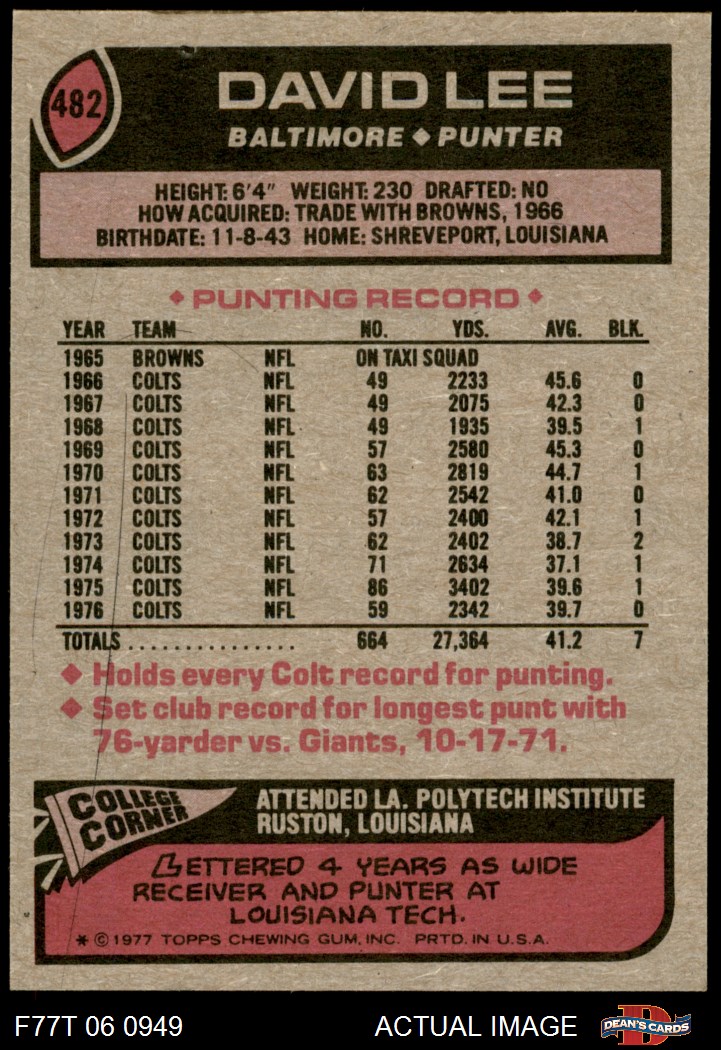 482
DAVID LEE
BALTIMORE ◆ PUNTER
HEIGHT: 6'4" WEIGHT: 230 DRAFTED: NO
HOW ACQUIRED: TRADE WITH BROWNS, 1966
BIRTHDATE: 11-8-43 HOME: SHREVEPORT, LOUISIANA
◆ PUNTING RECORD ◆
YEAR TEAM NO. YDS. AVG. BLK.
1965 BROWNS NFL ON TAXI SQUAD
1966 COLTS NFL 49 2233 45.6 0
1967 COLTS NFL 49 2075 42.3 0
1968 COLTS NFL 49 1935 39.5 1
1969 COLTS NFL 57 2580 45.3 0
1970 COLTS NFL 63 2819 44.7 1
1971 COLTS NFL 62 2542 41.0 0
1972 COLTS NFL 57 2400 42.1 1
1973 COLTS NFL 62 2402 38.7 2
1974 COLTS NFL 71 2634 37.1 1
1975 COLTS NFL 86 3402 39.6 1
1976 COLTS NFL 59 2342 39.7 0
TOTALS................ 664 27,364 41.2 7
◆ Holds every Colt record for punting.
◆ Set club record for longest punt with
76-yarder vs. Giants, 10-17-71.
COLLEGE
CORNER
ATTENDED LA. POLYTECH INSTITUTE
RUSTON, LOUISIANA
LETTERED 4 YEARS AS WIDE
RECEIVER AND PUNTER AT
LOUISIANA TECH.
* © 1977 TOPPS CHEWING GUM, INC. PRTD. IN U.S.A.
F77T 06 0949 ACTUAL IMAGE D DEAN'S CARDS